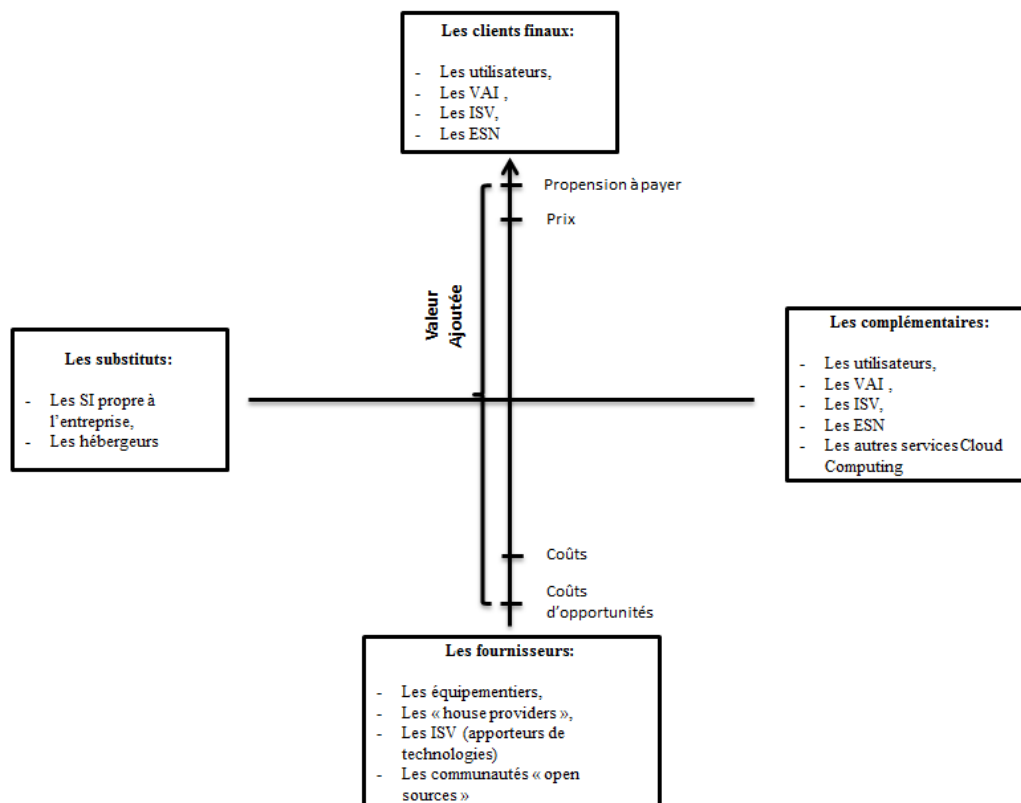 Les clients finaux:
- Les utilisateurs,
- Les VAI ,
- Les ISV,
- Les ESN
Propension à payer
Prix
Valeur
Ajoutée
Les substituts:
- Les SI propre à
l'entreprise,
- Les hébergeurs
Les complémentaires:
- Les utilisateurs,
- Les VAI ,
- Les ISV,
- Les ESN
- Les autres services Cloud
Computing
Coûts
Coûts
d'opportunités
Les fournisseurs:
- Les équipementiers,
- Les « house providers »,
- Les ISV (apporteurs de
technologies)
- Les communautés « open
sources »